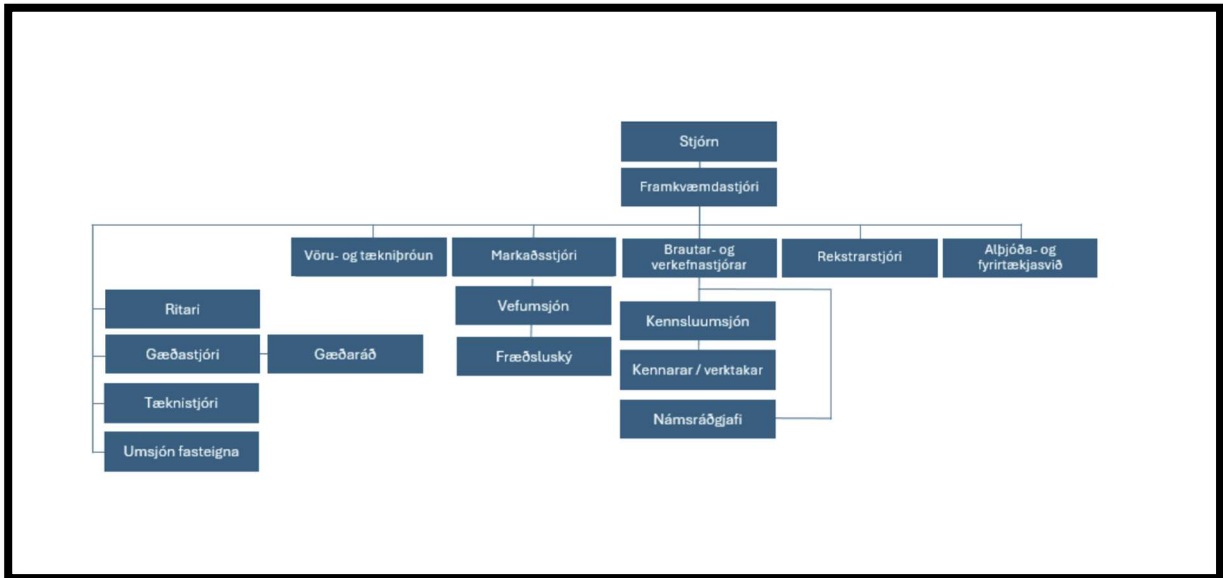 Stjórn
Framkvæmdastjóri
Vöru- og tækniþróun
Markaðsstjóri
Brautar- og
verkefnastjórar
Rekstrarstjóri
Alþjóða- og
fyrirtækjasvið
Ritari
Gæðastjóri
Gæðaráð
Tæknistjóri
Umsjón fasteigna
Vefumsjón
Fræðsluský
Kennsluumsjón
Kennarar / verktakar
Námsráðgjafi